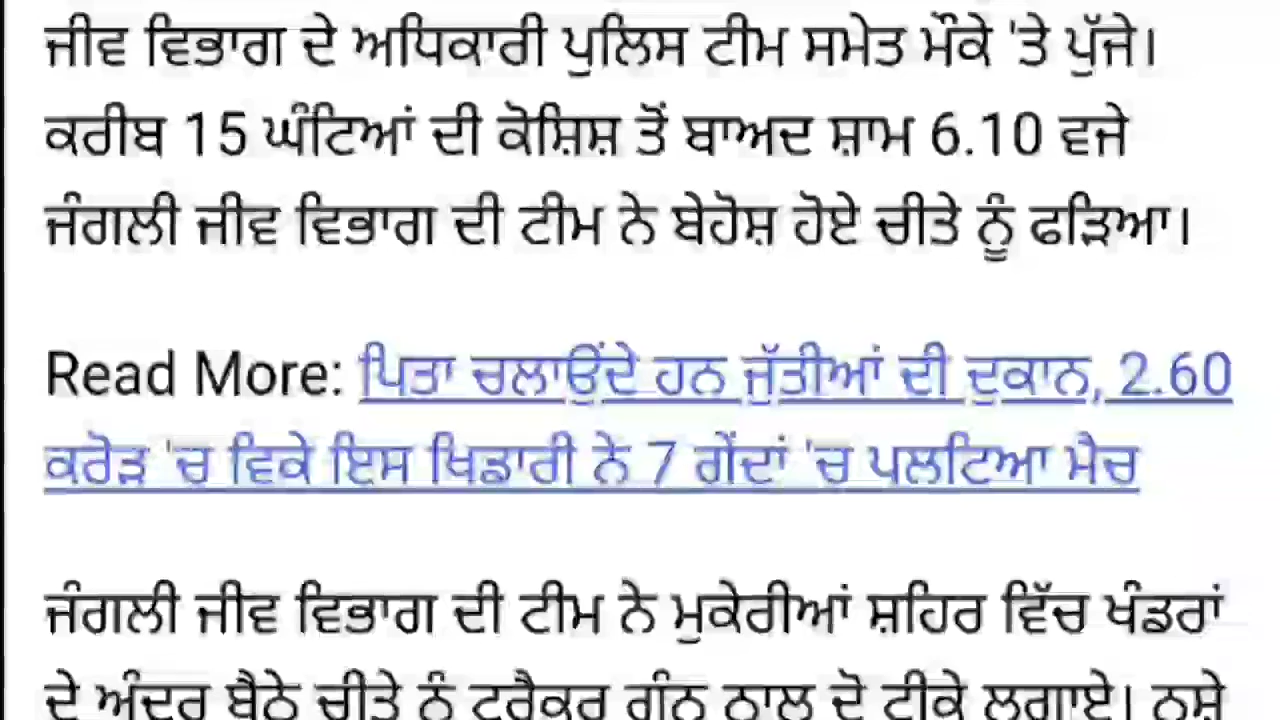 ਜੀਵ ਵਿਭਾਗ ਦੇ ਅਧਿਕਾਰੀ ਪੁਲਿਸ ਟੀਮ ਸਮੇਤ ਮੌਕੇ 'ਤੇ ਪੁੱਜੇ।
ਕਰੀਬ 15 ਘੰਟਿਆਂ ਦੀ ਕੋਸ਼ਿਸ਼ ਤੋਂ ਬਾਅਦ ਸ਼ਾਮ 6.10 ਵਜੇ
ਜੰਗਲੀ ਜੀਵ ਵਿਭਾਗ ਦੀ ਟੀਮ ਨੇ ਬੇਹੋਸ਼ ਹੋਏ ਚੀਤੇ ਨੂੰ ਫੜਿਆ।
Read More: ਪਿਤਾ ਚਲਾਉਂਦੇ ਹਨ ਜੁੱਤੀਆਂ ਦੀ ਦੁਕਾਨ, 2.60
ਕਰੋੜ 'ਚ ਵਿਕੇ ਇਸ ਖਿਡਾਰੀ ਨੇ 7 ਗੇਂਦਾਂ 'ਚ ਪਲਟਿਆ ਮੈਚ
ਜੰਗਲੀ ਜੀਵ ਵਿਭਾਗ ਦੀ ਟੀਮ ਨੇ ਮੁਕੇਰੀਆਂ ਸ਼ਹਿਰ ਵਿੱਚ ਖੰਡਰਾਂ
ਦੇ ਅੰਦਰ ਬੈਠੇ ਚੀਤੇ ਨੂੰ ਟਰੈਕਰ ਗੰਨ ਨਾਲ ਦੋ ਟੀਕੇ ਲਗਾਏ। ਨਸ਼ੇ